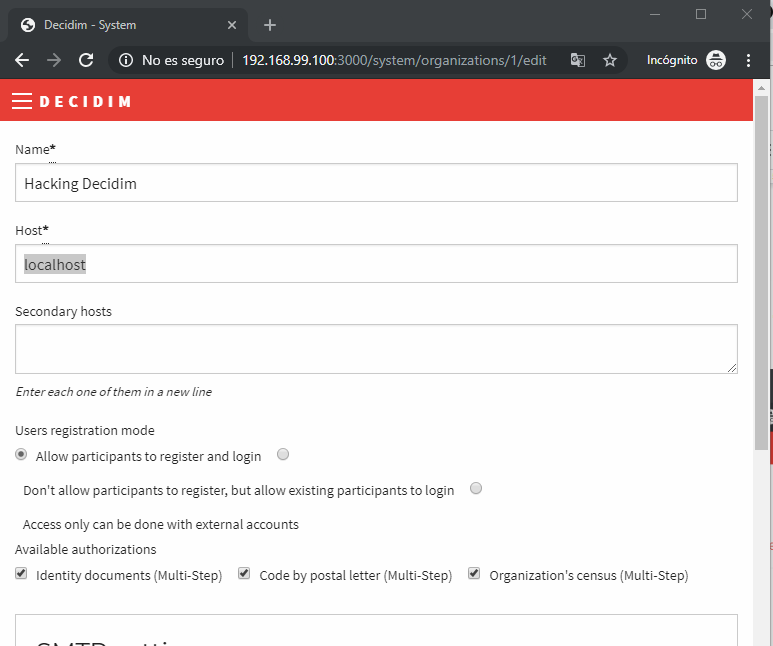 Decidim - System
No es seguro 192.168.99.100:3000/system/organizations/1/edit Incógnito
DECIDIM
Name*
Hacking Decidim
Host*
localhost
Secondary hosts
Enter each one of them in a new line
Users registration mode
Allow participants to register and login
Don't allow participants to register, but allow existing participants to login
Access only can be done with external accounts
Available authorizations
Identity documents (Multi-Step) Code by postal letter (Multi-Step) Organization's census (Multi-Step)